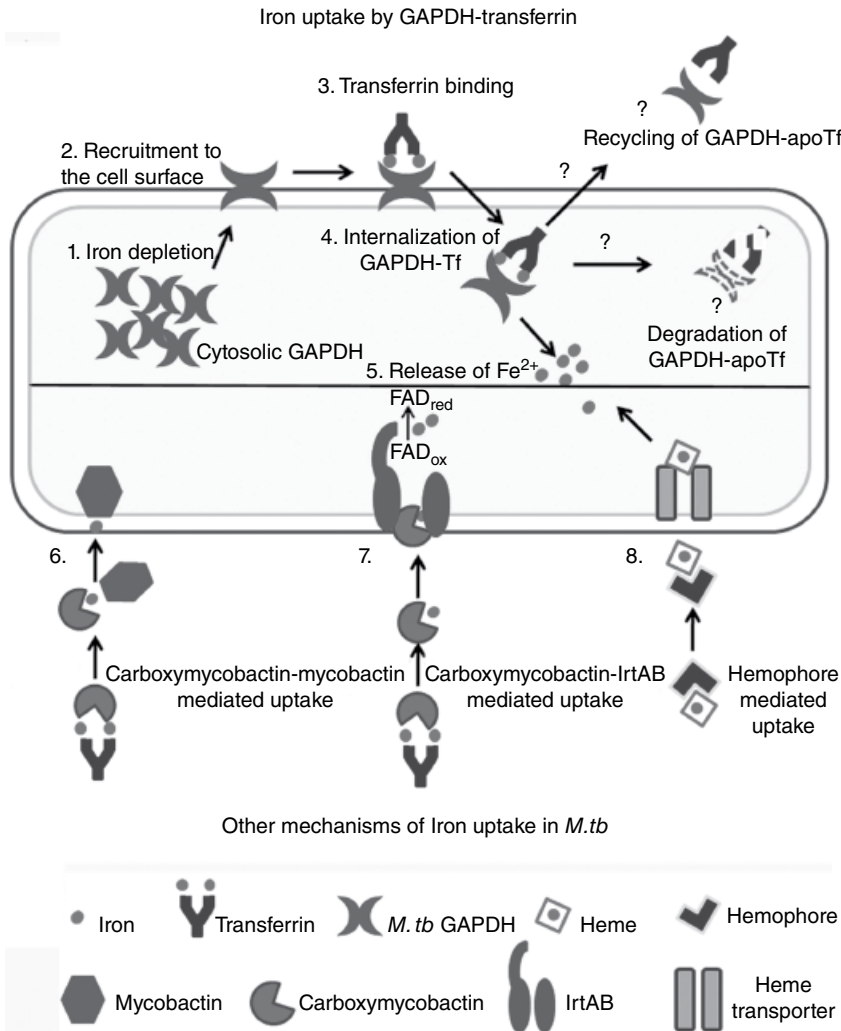 Iron uptake by GAPDH-transferrin
3. Transferrin binding
?
Recycling of GAPDH-apoTf
2. Recruitment to
the cell surface
?
1. Iron depletion
4. Internalization of
GAPDH-Tf
?
?
Cytosolic GAPDH
Degradation of
GAPDH-apoTf
5. Release of Fe2+
FADred
FADox
6.
7.
8.
Carboxymycobactin-mycobactin
mediated uptake
Carboxymycobactin-IrtAB
mediated uptake
Hemophore
mediated
uptake
Other mechanisms of Iron uptake in M.tb
Iron
Transferrin
M.tb GAPDH
Heme
Hemophore
Mycobactin
Carboxymycobactin
IrtAB
Heme
transporter